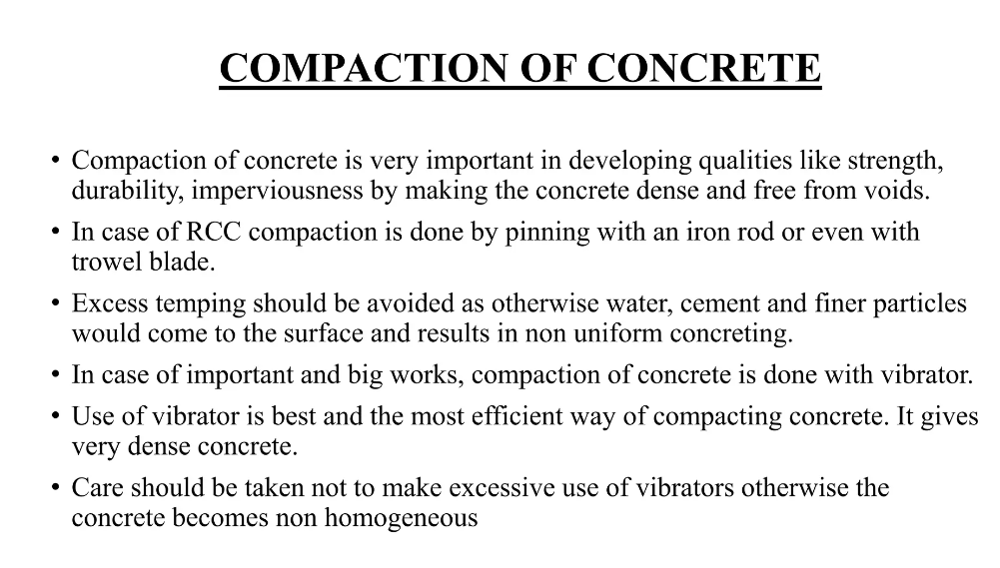 COMPACTION OF CONCRETE
• Compaction of concrete is very important in developing qualities like strength,
durability, imperviousness by making the concrete dense and free from voids.
• In case of RCC compaction is done by pinning with an iron rod or even with
trowel blade.
• Excess temping should be avoided as otherwise water, cement and finer particles
would come to the surface and results in non uniform concreting.
• In case of important and big works, compaction of concrete is done with vibrator.
• Use of vibrator is best and the most efficient way of compacting concrete. It gives
very dense concrete.
• Care should be taken not to make excessive use of vibrators otherwise the
concrete becomes non homogeneous